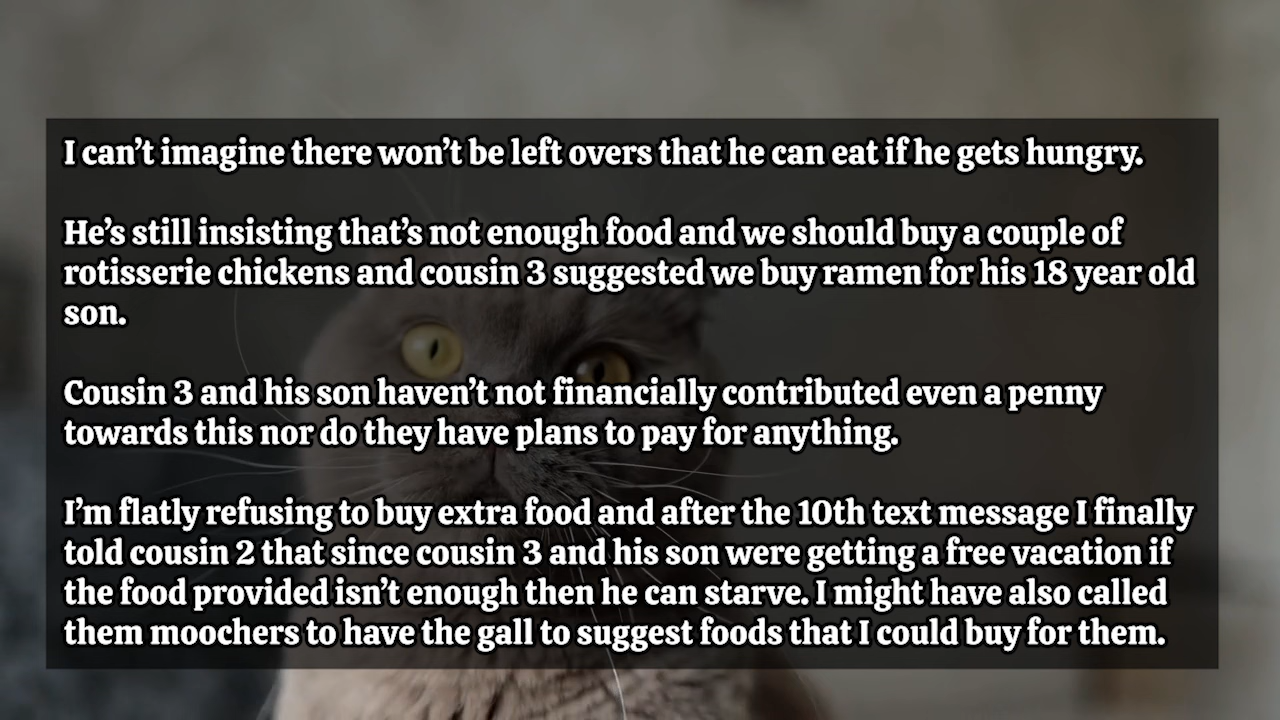 I can’t imagine there won’t be left overs that he can eat if he gets hungry.
He’s still insisting that’s not enough food and we should buy a couple of
rotisserie chickens and cousin 3 suggested we buy ramen for his 18 year old
son.
Cousin 3 and his son haven’t not financially contributed even a penny
towards this nor do they have plans to pay for anything.
I’m flatly refusing to buy extra food and after the 10th text message I finally
told cousin 2 that since cousin 3 and his son were getting a free vacation if
the food provided isn’t enough then he can starve. I might have also called
them moochers to have the gall to suggest foods that I could buy for them.